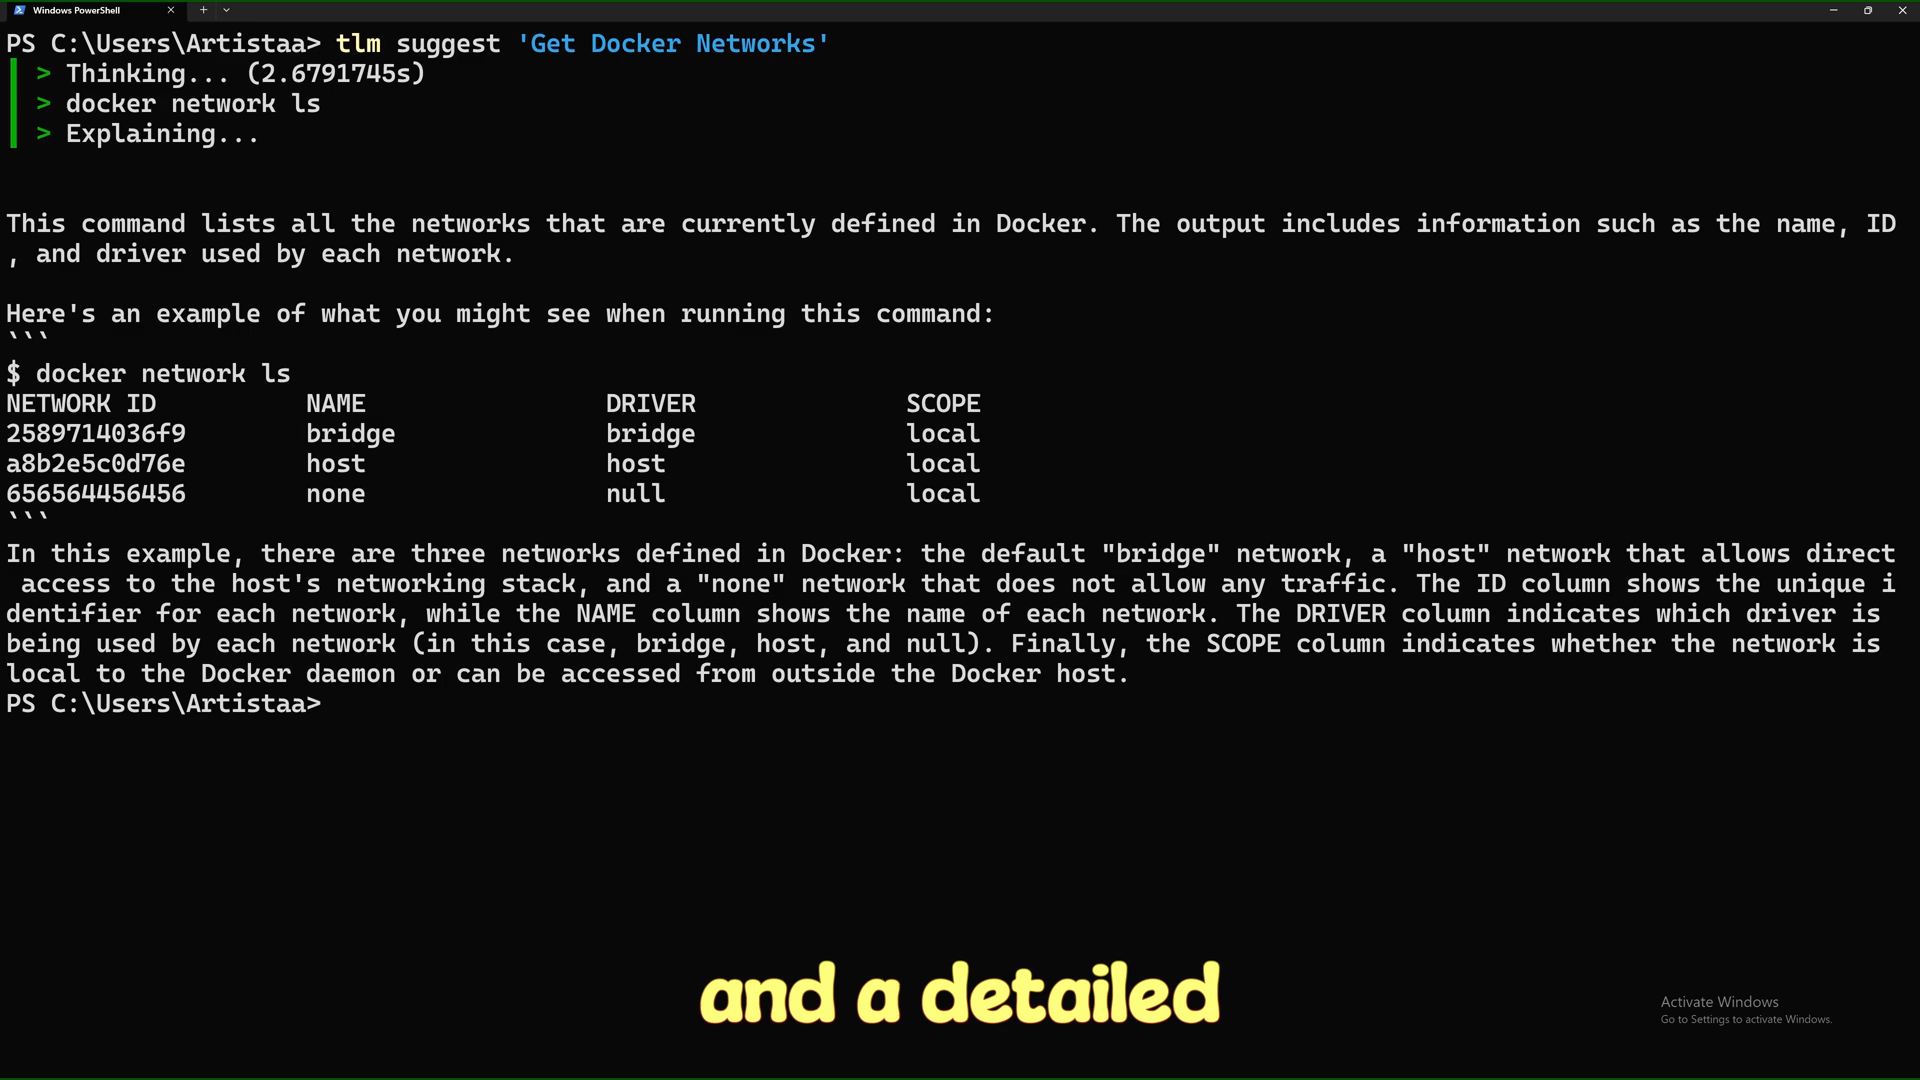 Windows PowerShell
PS C:\Users\Artistaa> tlm suggest 'Get Docker Networks'
> Thinking... (2.6791745s)
> docker network ls
> Explaining...
This command lists all the networks that are currently defined in Docker. The output includes information such as the name, ID
, and driver used by each network.
Here's an example of what you might see when running this command:
```
$ docker network ls
NETWORK ID NAME DRIVER SCOPE
2589714036f9 bridge bridge local
a8b2e5c0d76e host host local
656564456456 none null local
```
In this example, there are three networks defined in Docker: the default "bridge" network, a "host" network that allows direct
access to the host's networking stack, and a "none" network that does not allow any traffic. The ID column shows the unique i
dentifier for each network, while the NAME column shows the name of each network. The DRIVER column indicates which driver is
being used by each network (in this case, bridge, host, and null). Finally, the SCOPE column indicates whether the network is
local to the Docker daemon or can be accessed from outside the Docker host.
PS C:\Users\Artistaa>
and a detailed
Activate Windows
Go to Settings to activate Windows.